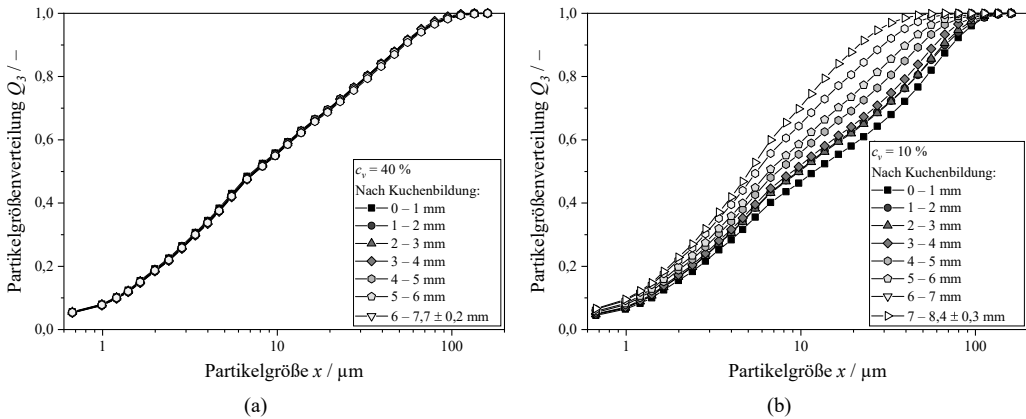 1,0
0,8
0,6
0,4
0,2
0,0
Partikelgrößenverteilung Q3 / –
cv = 40 %
Nach Kuchenbildung:
0 – 1 mm
1 – 2 mm
2 – 3 mm
3 – 4 mm
4 – 5 mm
5 – 6 mm
6 – 7,7 ± 0,2 mm
1 10 100
Partikelgröße x / µm
(a)
1,0
0,8
0,6
0,4
0,2
0,0
Partikelgrößenverteilung Q3 / –
cv = 10 %
Nach Kuchenbildung:
0 – 1 mm
1 – 2 mm
2 – 3 mm
3 – 4 mm
4 – 5 mm
5 – 6 mm
6 – 7 mm
7 – 8,4 ± 0,3 mm
1 10 100
Partikelgröße x / µm
(b)